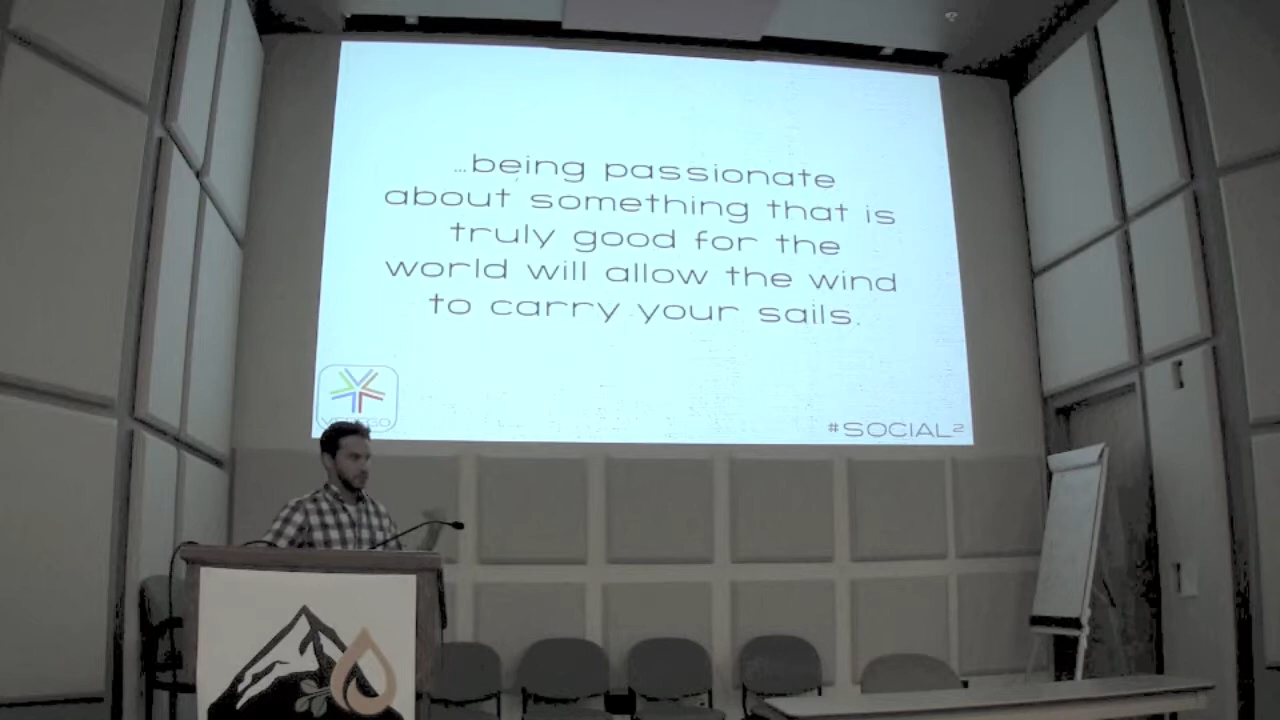 ...being passionate
about something that is
truly good for the
world will allow the wind
to carry your sails.
#SOCIAL²